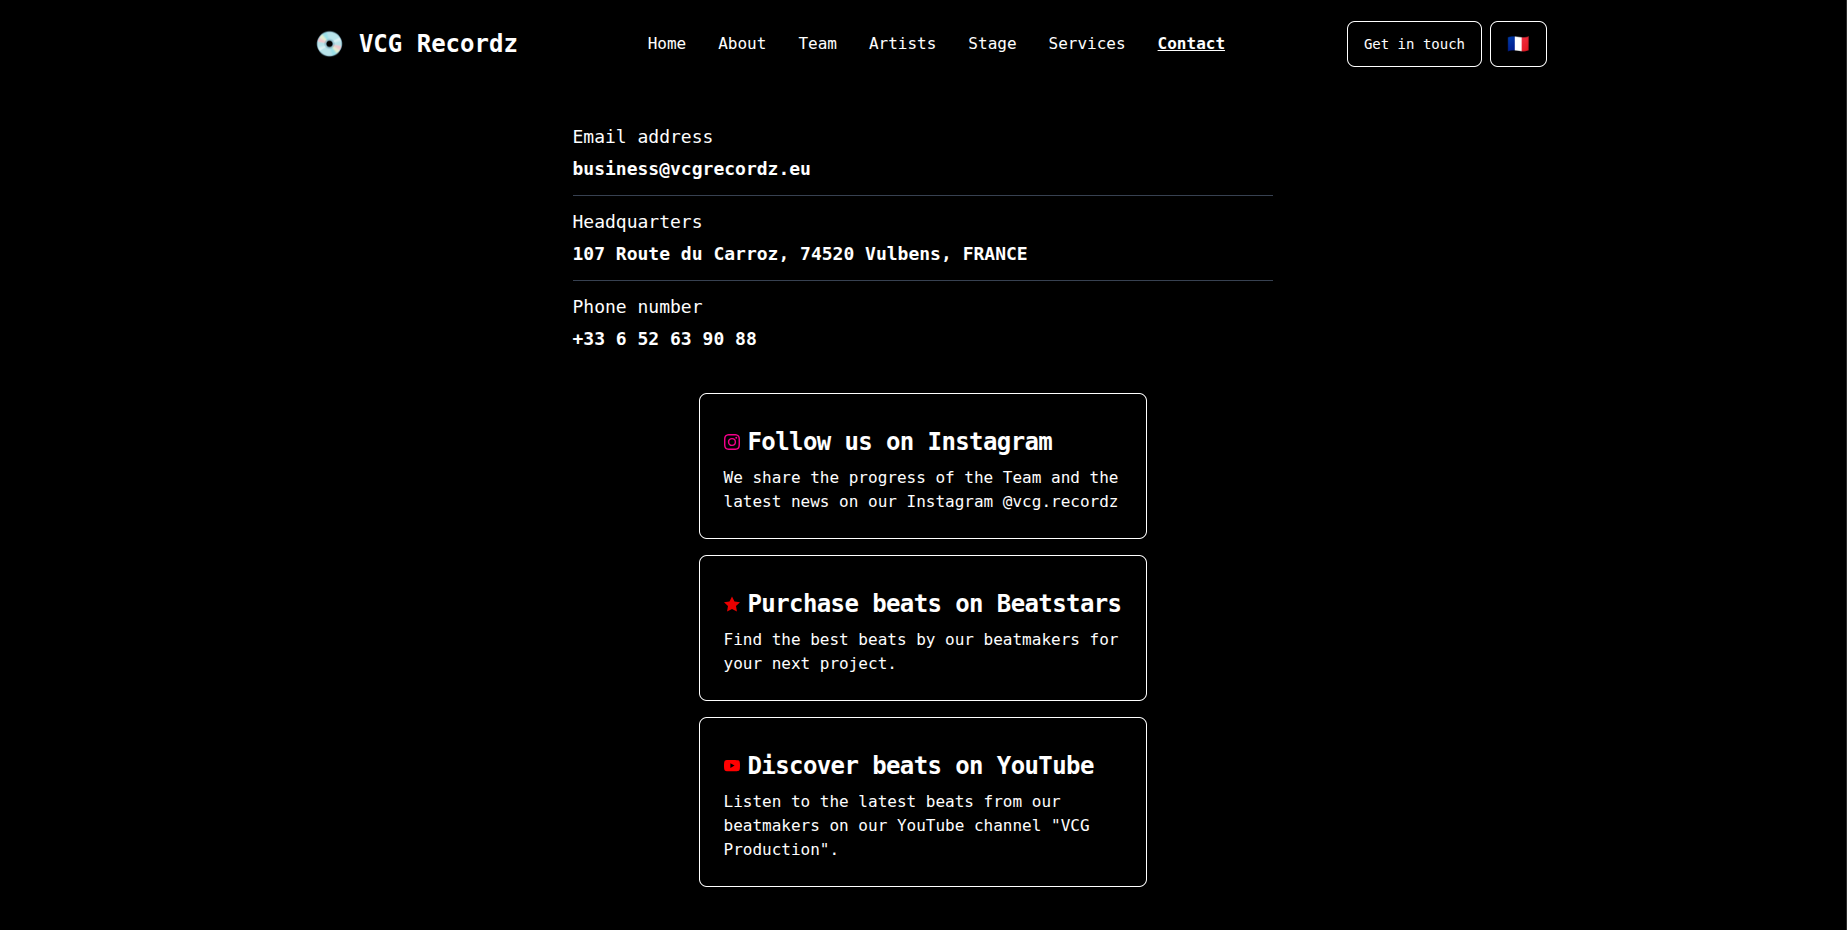 VCG Recordz
Home About Team Artists Stage Services Contact
Get in touch
Email address
business@vcgrecordz.eu
Headquarters
107 Route du Carroz, 74520 Vulbens, FRANCE
Phone number
+33 6 52 63 90 88
Follow us on Instagram
We share the progress of the Team and the
latest news on our Instagram @vcg.recordz
Purchase beats on Beatstars
Find the best beats by our beatmakers for
your next project.
Discover beats on YouTube
Listen to the latest beats from our
beatmakers on our YouTube channel "VCG
Production".